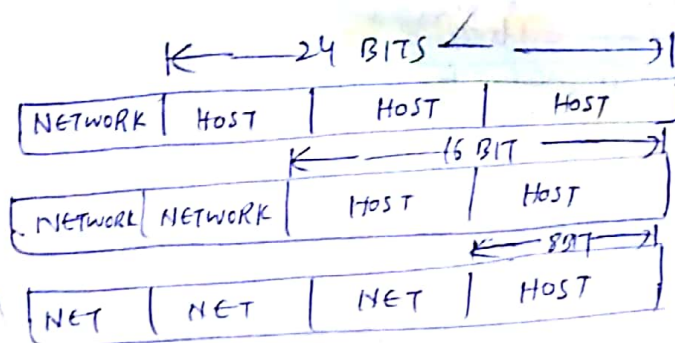 24 BITS
NETWORK HOST HOST HOST
16 BIT
NETWORK NETWORK HOST HOST
8BIT
NET NET NET HOST